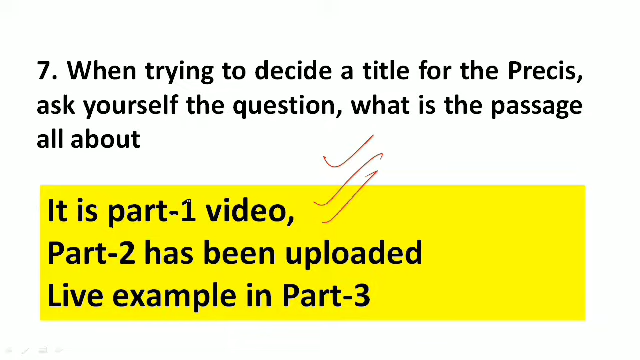 7. When trying to decide a title for the Precis,
ask yourself the question, what is the passage
all about
It is part-1 video,
Part-2 has been uploaded
Live example in Part-3